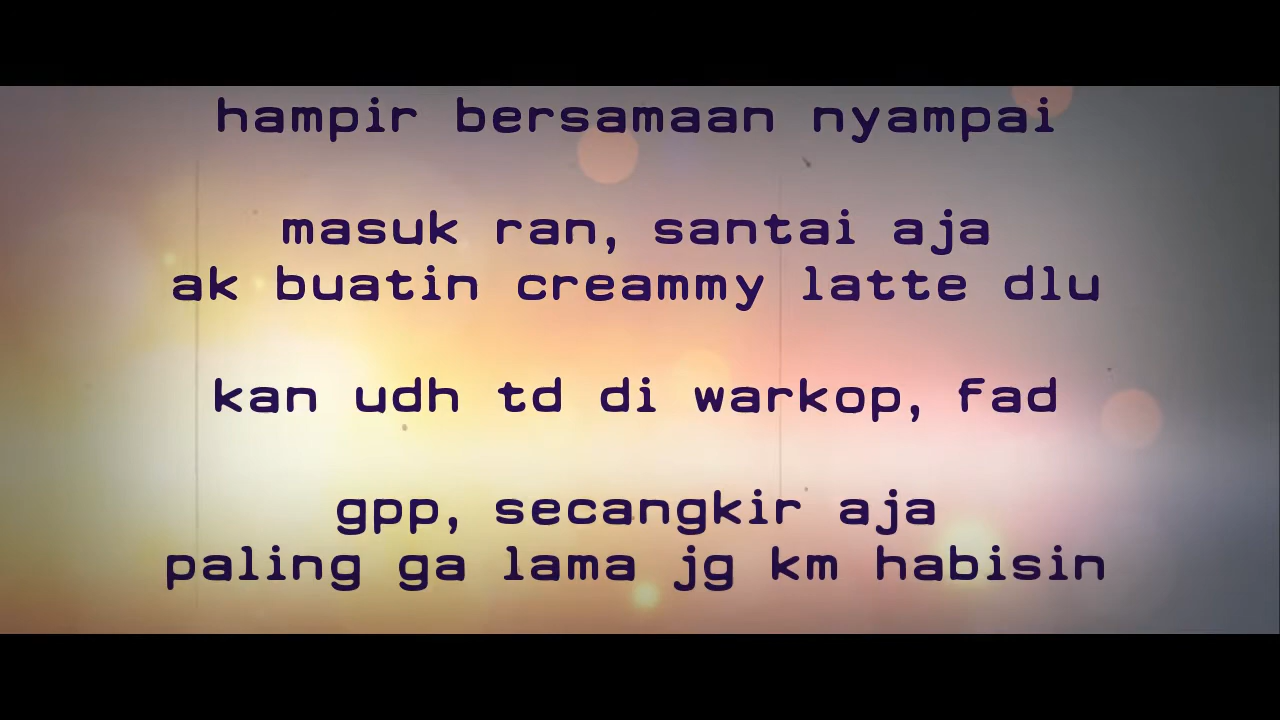 hampir bersamaan nyampai
masuk ran, santai aja
ak buatin creammy latte dlu
kan udh td di warkop, fad
gpp, secangkir aja
paling ga lama jg km habisin